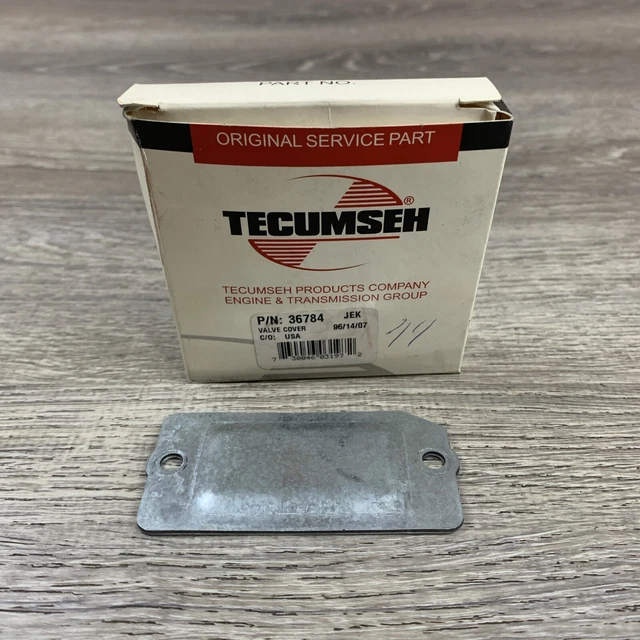 PART NO.
ORIGINAL SERVICE PART
TECUMSEH®
TECUMSEH PRODUCTS COMPANY
ENGINE & TRANSMISSION GROUP
P/N: 36784 JEK
VALVE COVER 96/14/07
C/O: USA
44